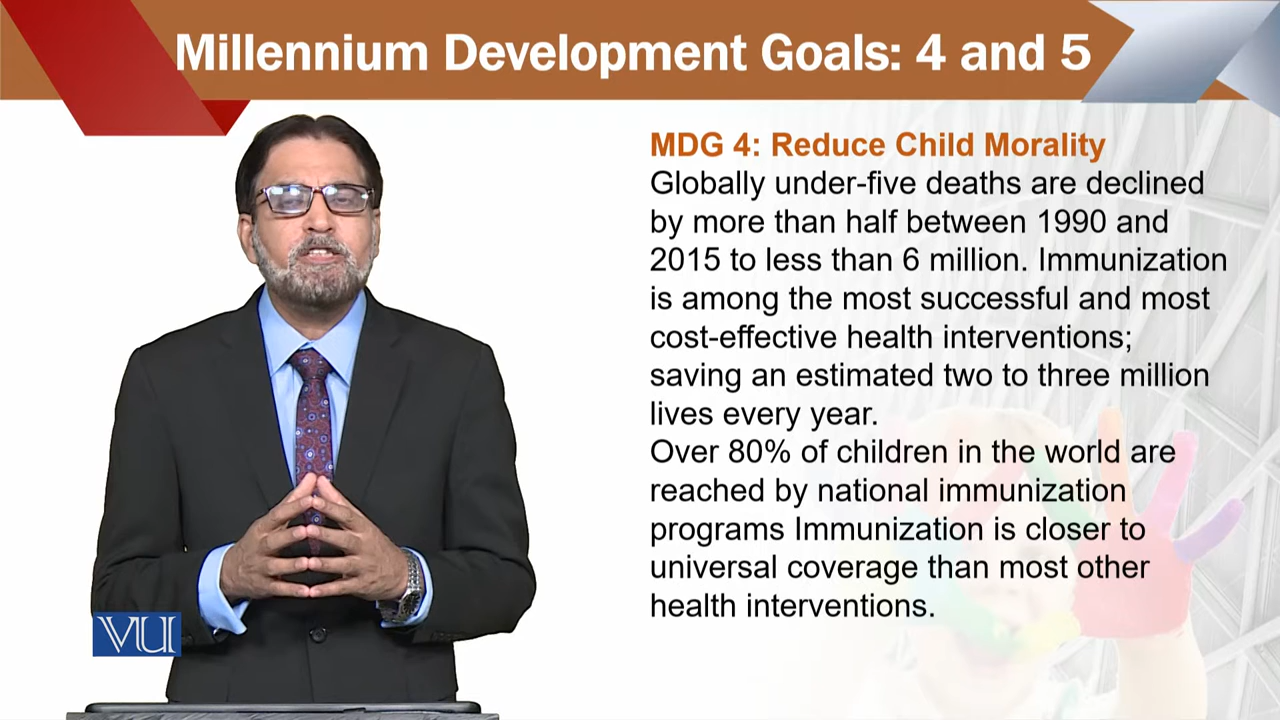 Millennium Development Goals: 4 and 5
MDG 4: Reduce Child Morality
Globally under-five deaths are declined
by more than half between 1990 and
2015 to less than 6 million. Immunization
is among the most successful and most
cost-effective health interventions;
saving an estimated two to three million
lives every year.
Over 80% of children in the world are
reached by national immunization
programs Immunization is closer to
universal coverage than most other
health interventions.
VU